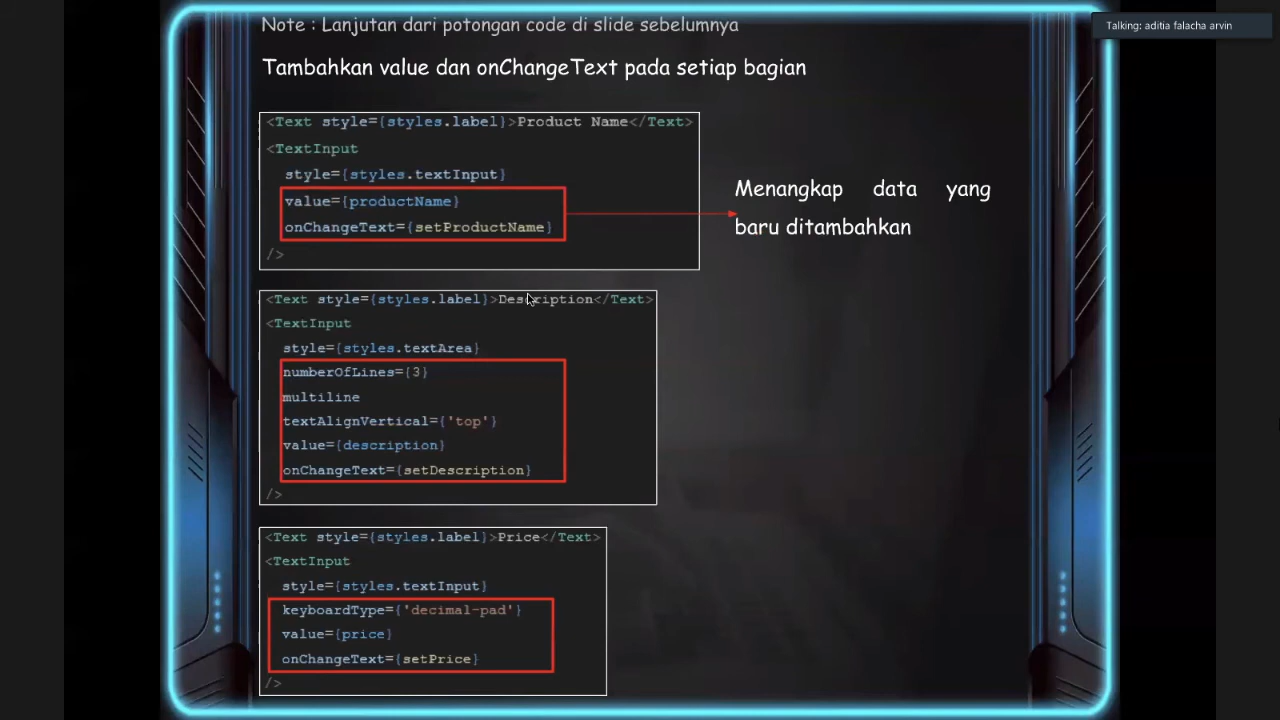 Note : Lanjutan dari potongan code di slide sebelumnya
Talking: aditia falacha arvin
Tambahkan value dan onChangeText pada setiap bagian
<Text style={styles.label}>Product Name</Text>
<TextInput
style={styles.textInput}
value={productName}
onChangeText={setProductName}
/>
Menangkap data yang
baru ditambahkan
<Text style={styles.label}>Description</Text>
<TextInput
style={styles.textArea}
numberOfLines={3}
multiline
textAlignVertical={'top'}
value={description}
onChangeText={setDescription}
/>
<Text style={styles.label}>Price</Text>
<TextInput
style={styles.textInput}
keyboardType={'decimal-pad'}
value={price}
onChangeText={setPrice}
/>